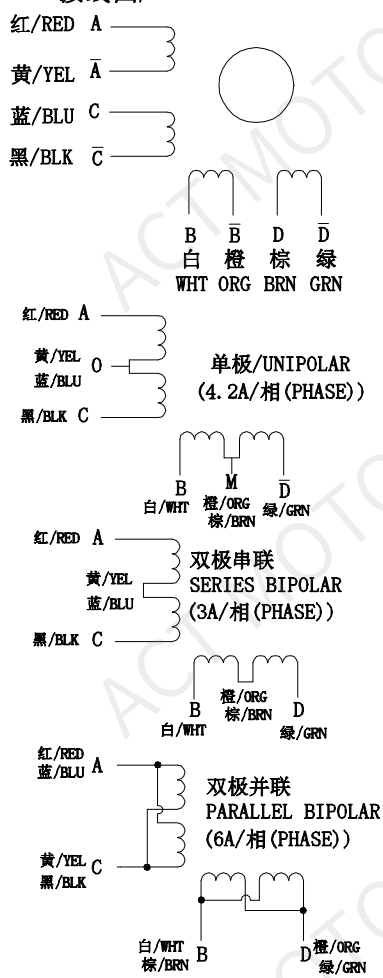 红/RED A
黄/YEL A̅
蓝/BLU C
黑/BLK C̅
B B̅ D D̅
白 橙 棕 绿
WHT ORG BRN GRN
红/RED A
黄/YEL
蓝/BLU O
黑/BLK C
单极/UNIPOLAR
(4.2A/相(PHASE))
B M D̅
白/WHT 橙/ORG 绿/GRN
棕/BRN
红/RED A
黄/YEL
蓝/BLU
黑/BLK C
双极串联
SERIES BIPOLAR
(3A/相(PHASE))
B 橙/ORG D
白/WHT 棕/BRN 绿/GRN
红/RED
蓝/BLU A
黄/YEL C
黑/BLK
双极并联
PARALLEL BIPOLAR
(6A/相(PHASE))
白/WHT B D 橙/ORG
棕/BRN 绿/GRN
ACT MOTO
ACT MOTO